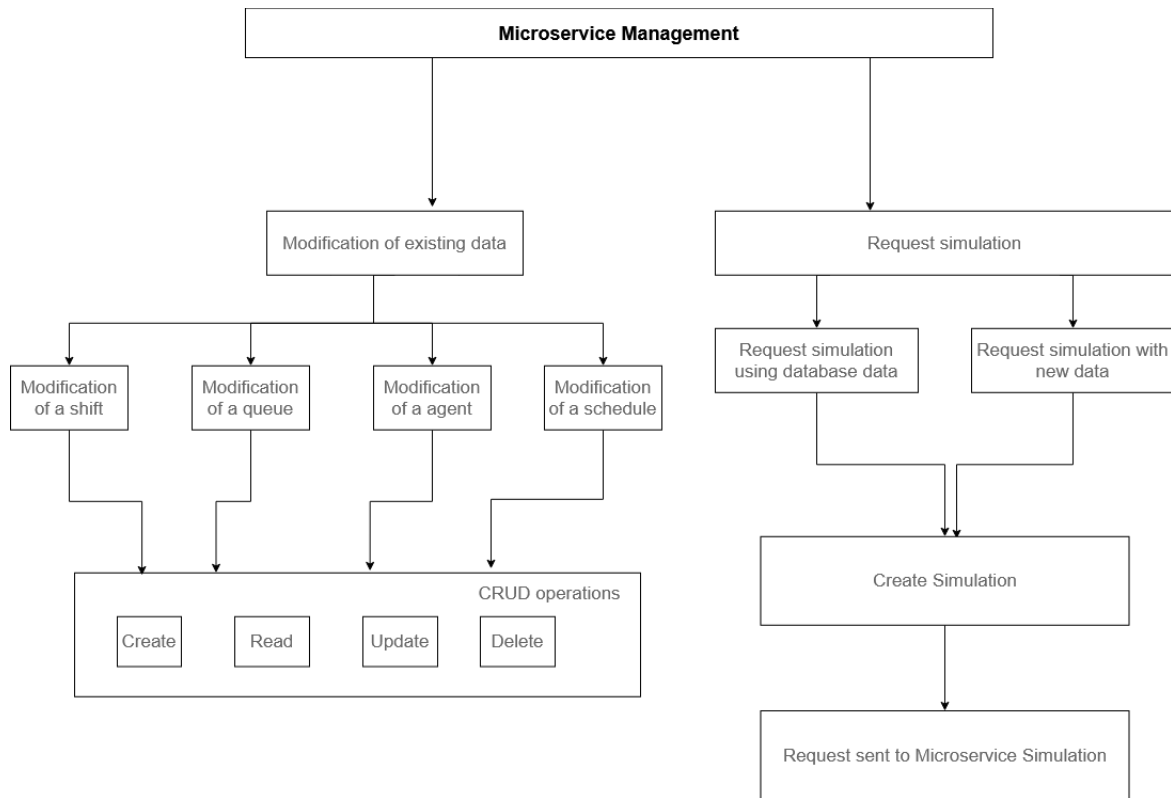 Microservice Management
Modification of existing data
Request simulation
Request simulation
using database data
Request simulation with
new data
Modification
of a shift
Modification
of a queue
Modification
of a agent
Modification
of a schedule
CRUD operations
Create
Read
Update
Delete
Create Simulation
Request sent to Microservice Simulation